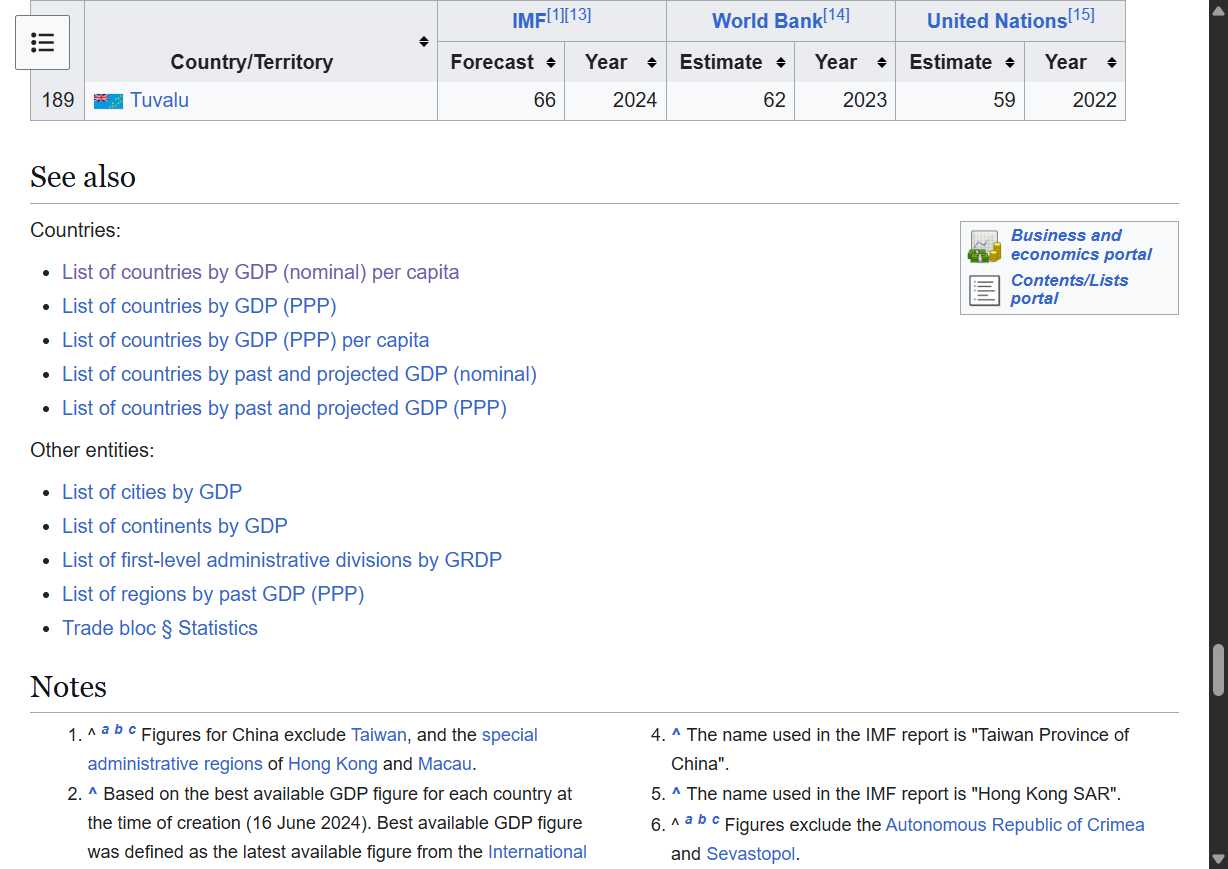 IMF[1][13] World Bank[14] United Nations[15]
Country/Territory Forecast Year Estimate Year Estimate Year
189 Tuvalu 66 2024 62 2023 59 2022
See also
Countries:
List of countries by GDP (nominal) per capita
List of countries by GDP (PPP)
List of countries by GDP (PPP) per capita
List of countries by past and projected GDP (nominal)
List of countries by past and projected GDP (PPP)
Business and
economics portal
Contents/Lists
portal
Other entities:
List of cities by GDP
List of continents by GDP
List of first-level administrative divisions by GRDP
List of regions by past GDP (PPP)
Trade bloc § Statistics
Notes
1. ^ a b c Figures for China exclude Taiwan, and the special
administrative regions of Hong Kong and Macau.
2. ^ Based on the best available GDP figure for each country at
the time of creation (16 June 2024). Best available GDP figure
was defined as the latest available figure from the International
4. ^ The name used in the IMF report is "Taiwan Province of
China".
5. ^ The name used in the IMF report is "Hong Kong SAR".
6. ^ a b c Figures exclude the Autonomous Republic of Crimea
and Sevastopol.